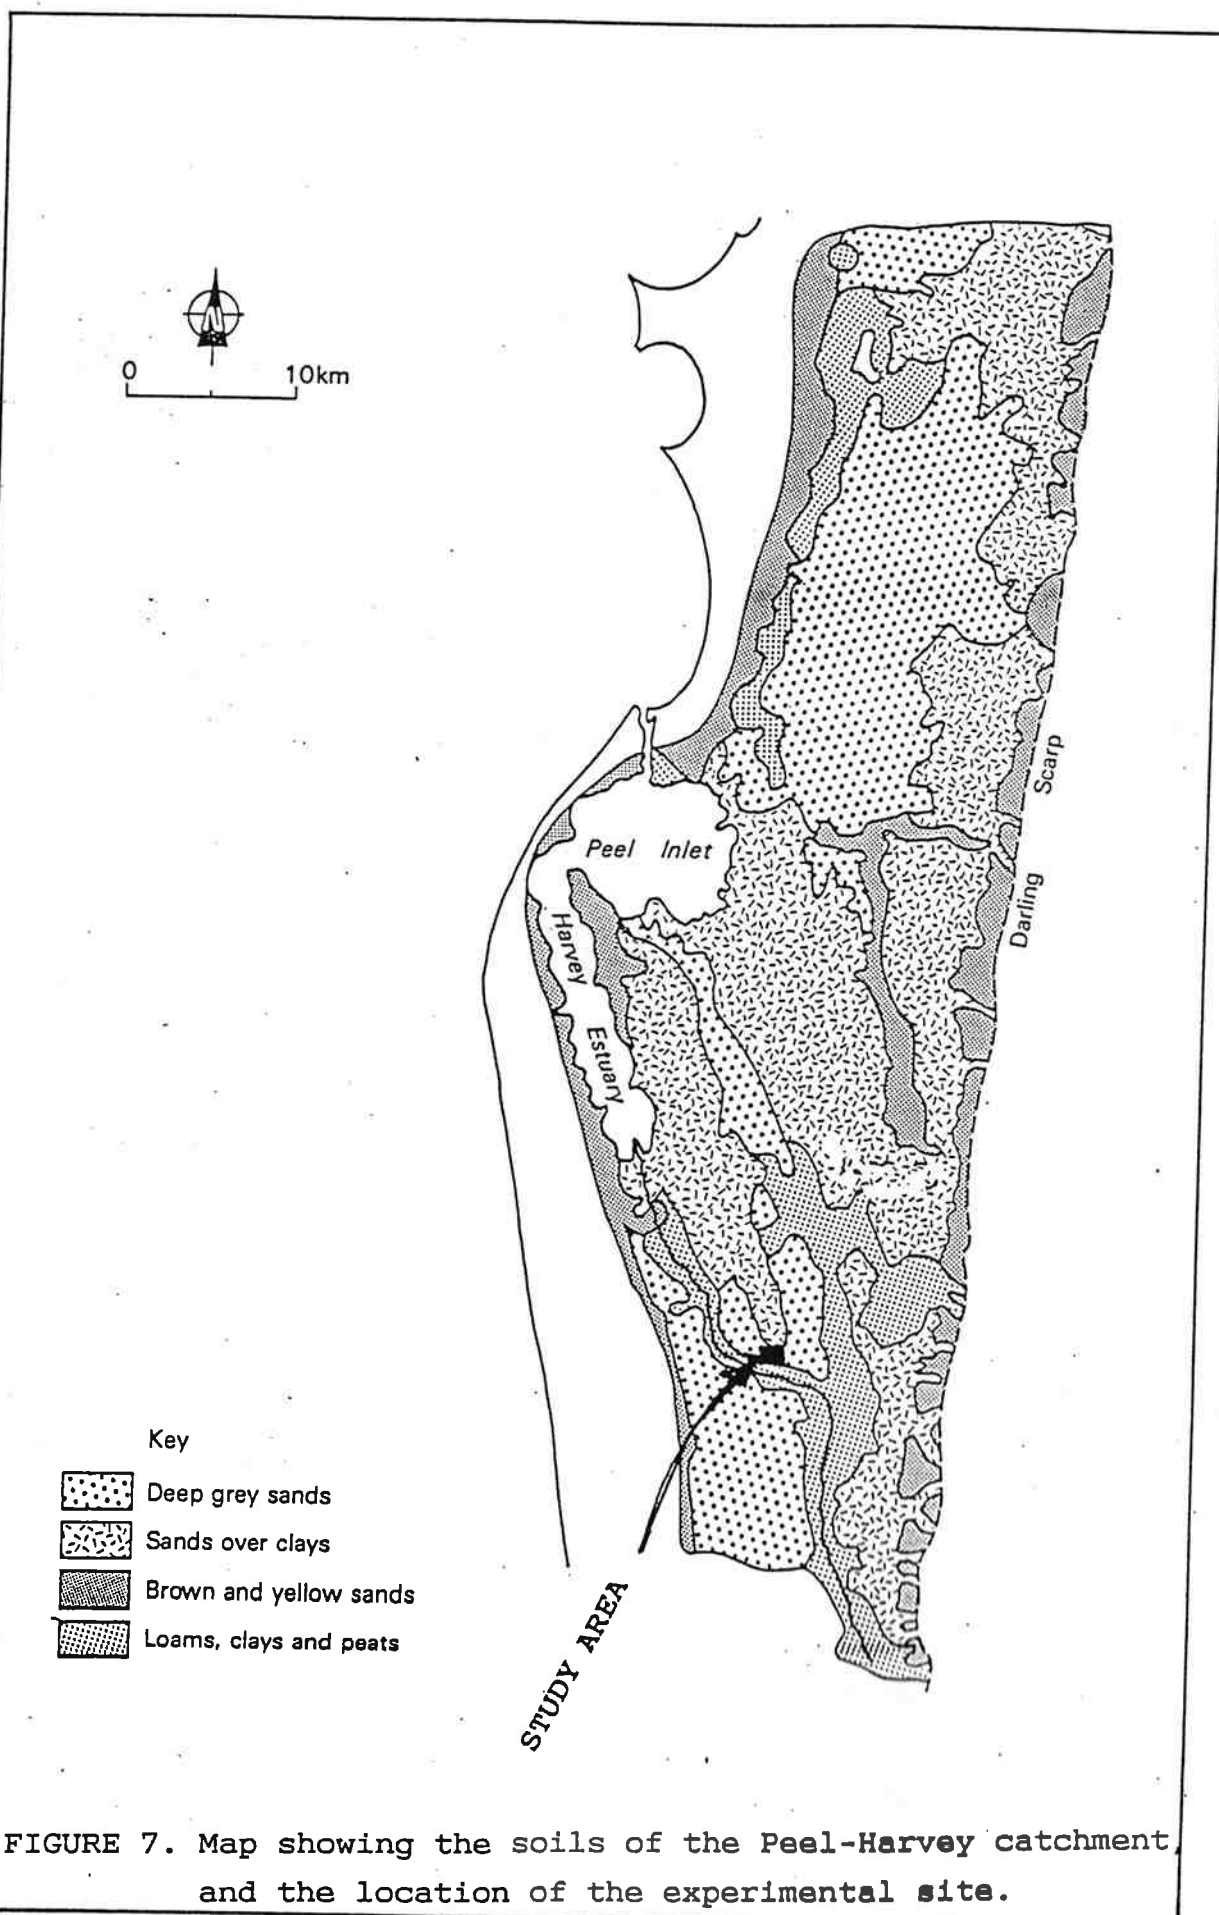 N
0 10km
Peel Inlet
Harvey
Estuary
Darling Scarp
Key
Deep grey sands
Sands over clays
Brown and yellow sands
Loams, clays and peats
STUDY AREA
FIGURE 7. Map showing the soils of the Peel-Harvey catchment,
and the location of the experimental site.